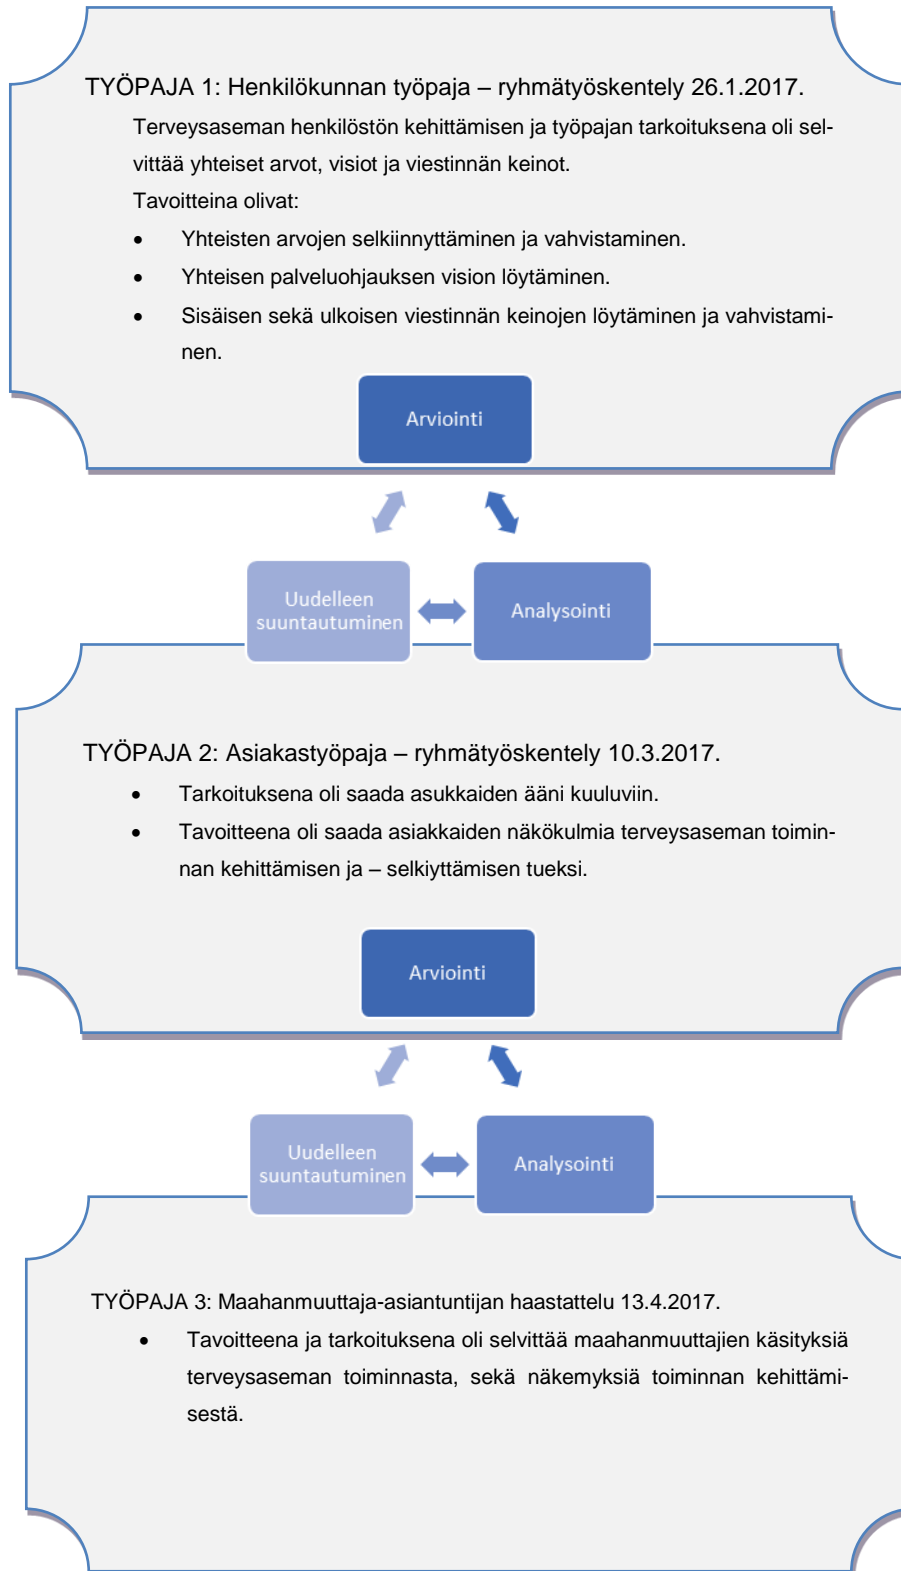 TYÖPAJA 1: Henkilökunnan työpaja – ryhmätyöskentely 26.1.2017.
Terveysaseman henkilöstön kehittämisen ja työpajan tarkoituksena oli sel-
vittää yhteiset arvot, visiot ja viestinnän keinot.
Tavoitteina olivat:
• Yhteisten arvojen selkiinnyttäminen ja vahvistaminen.
• Yhteisen palveluohjauksen vision löytäminen.
• Sisäisen sekä ulkoisen viestinnän keinojen löytäminen ja vahvistami-
nen.
Arviointi
Uudelleen
suuntautuminen
Analysointi
TYÖPAJA 2: Asiakastyöpaja – ryhmätyöskentely 10.3.2017.
• Tarkoituksena oli saada asukkaiden ääni kuuluviin.
• Tavoitteena oli saada asiakkaiden näkökulmia terveysaseman toimin-
nan kehittämisen ja – selkiyttämisen tueksi.
Arviointi
Uudelleen
suuntautuminen
Analysointi
TYÖPAJA 3: Maahanmuuttaja-asiantuntijan haastattelu 13.4.2017.
• Tavoitteena ja tarkoituksena oli selvittää maahanmuuttajien käsityksiä
terveysaseman toiminnasta, sekä näkemyksiä toiminnan kehittämi-
sestä.